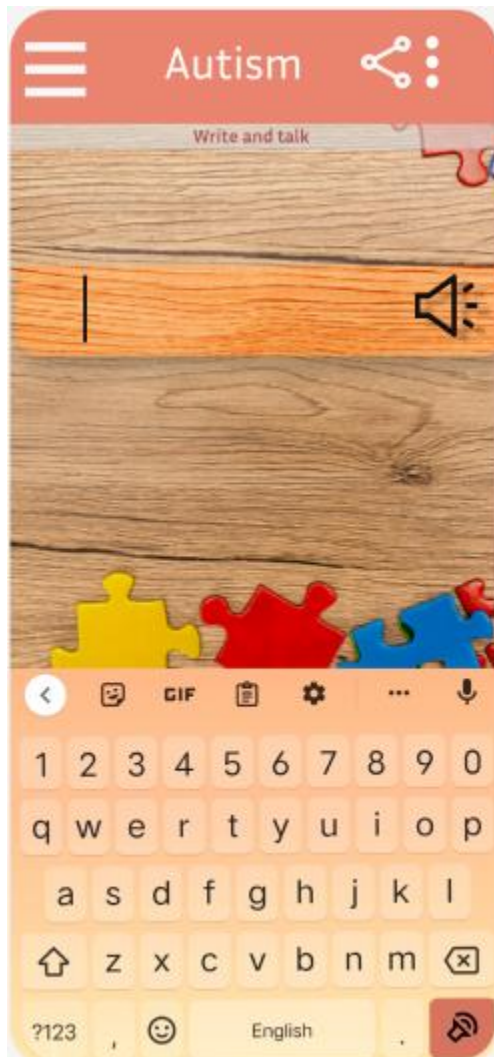 Autism
Write and talk
GIF
1 2 3 4 5 6 7 8 9 0
q w e r t y u i o p
a s d f g h j k l
z x c v b n m
?123 , English .